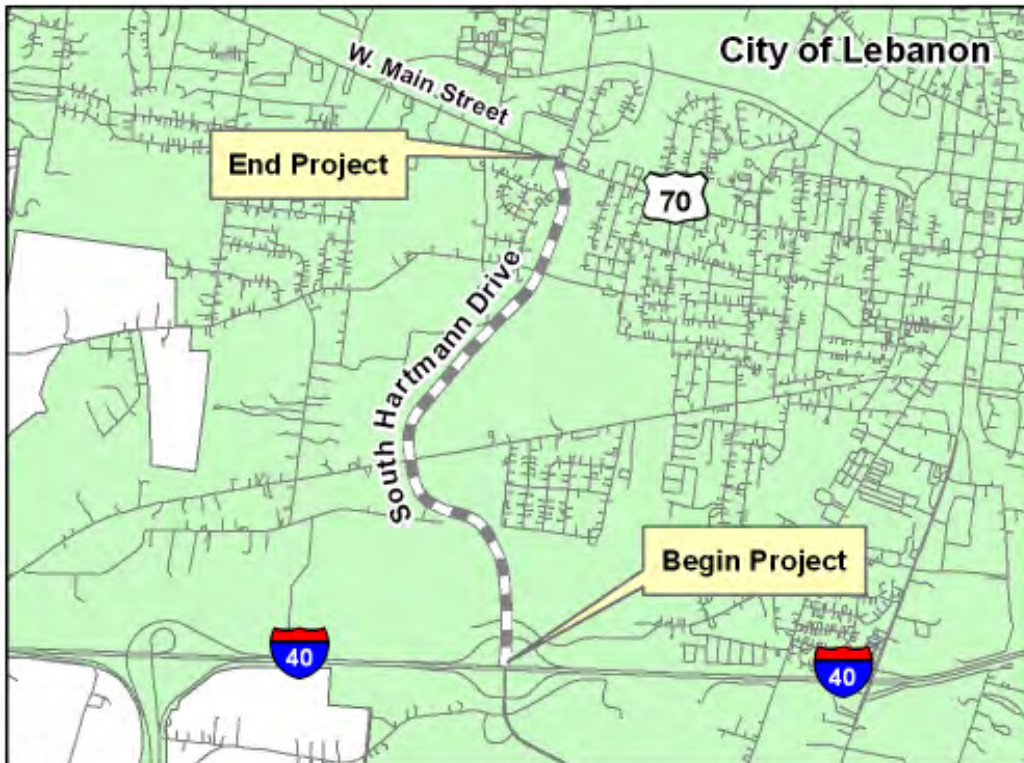 City of Lebanon
W. Main Street
End Project
70
South Hartmann Drive
Begin Project
40
40